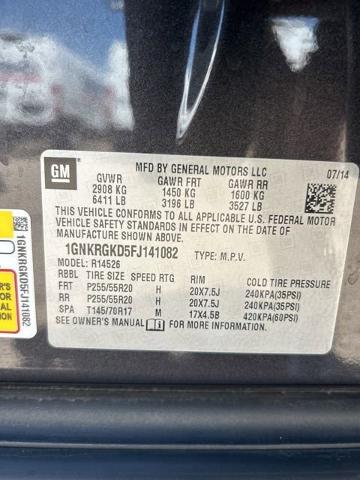 GM
MFD BY GENERAL MOTORS LLC
07/14
GVWR GAWR FRT GAWR RR
2908 KG 1450 KG 1600 KG
6411 LB 3196 LB 3527 LB
THIS VEHICLE CONFORMS TO ALL APPLICABLE U.S. FEDERAL MOTOR
VEHICLE SAFETY STANDARDS IN EFFECT ON THE DATE OF
MANUFACTURE SHOWN ABOVE.
1GNKRGKD5FJ141082 TYPE: M.P.V.
MODEL: R14526
RBBL TIRE SIZE SPEED RTG RIM COLD TIRE PRESSURE
FRT P255/55R20 H 20X7.5J 240KPA(35PSI)
RR P255/55R20 H 20X7.5J 240KPA(35PSI)
SPA T145/70R17 M 17X4.5B 420KPA(60PSI)
SEE OWNER'S MANUAL FOR MORE INFORMATION.
1GNKRGKD5FJ141082